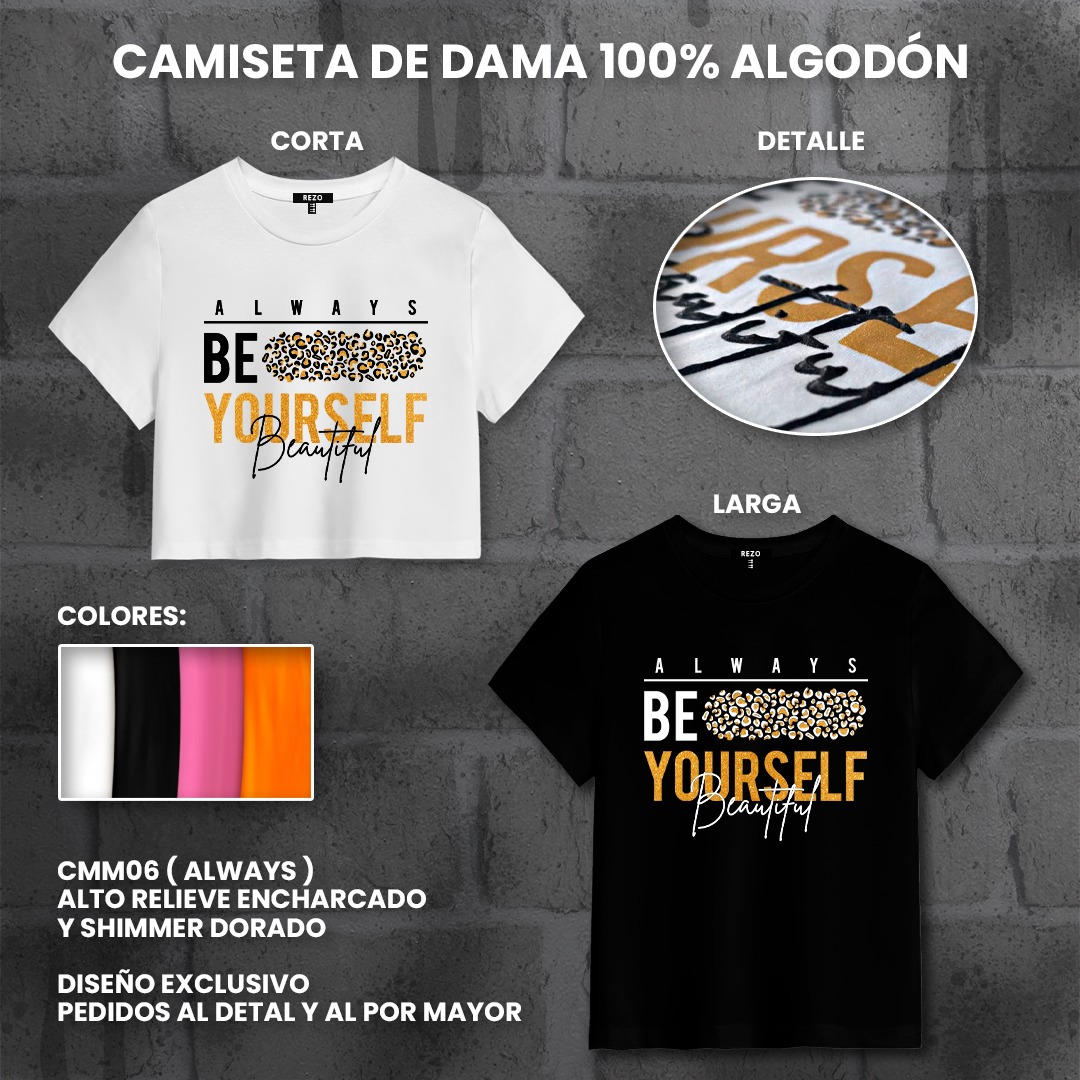 CAMISETA DE DAMA 100% ALGODÓN
CORTA
REZO
ALWAYS
BE
YOURSELF
Beautiful
DETALLE
URSE
LARGA
REZO
ALWAYS
BE
YOURSELF
Beautiful
COLORES:
CMM06 ( ALWAYS )
ALTO RELIEVE ENCHARCADO
Y SHIMMER DORADO
DISEÑO EXCLUSIVO
PEDIDOS AL DETAL Y AL POR MAYOR